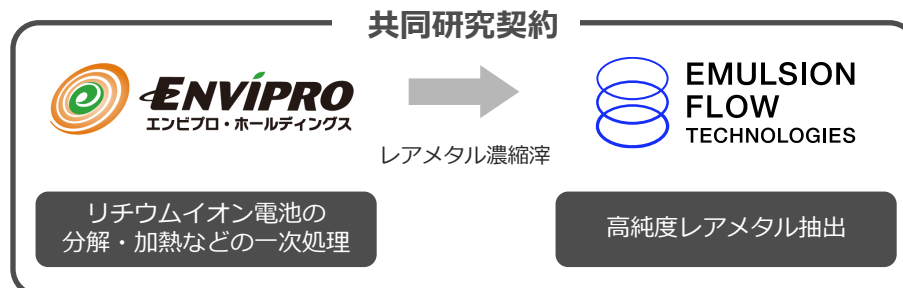 共同研究契約
ENVIPRO
エンビプロ・ホールディングス
レアメタル濃縮滓
EMULSION
FLOW
TECHNOLOGIES
リチウムイオン電池の
分解・加熱などの一次処理
高純度レアメタル抽出